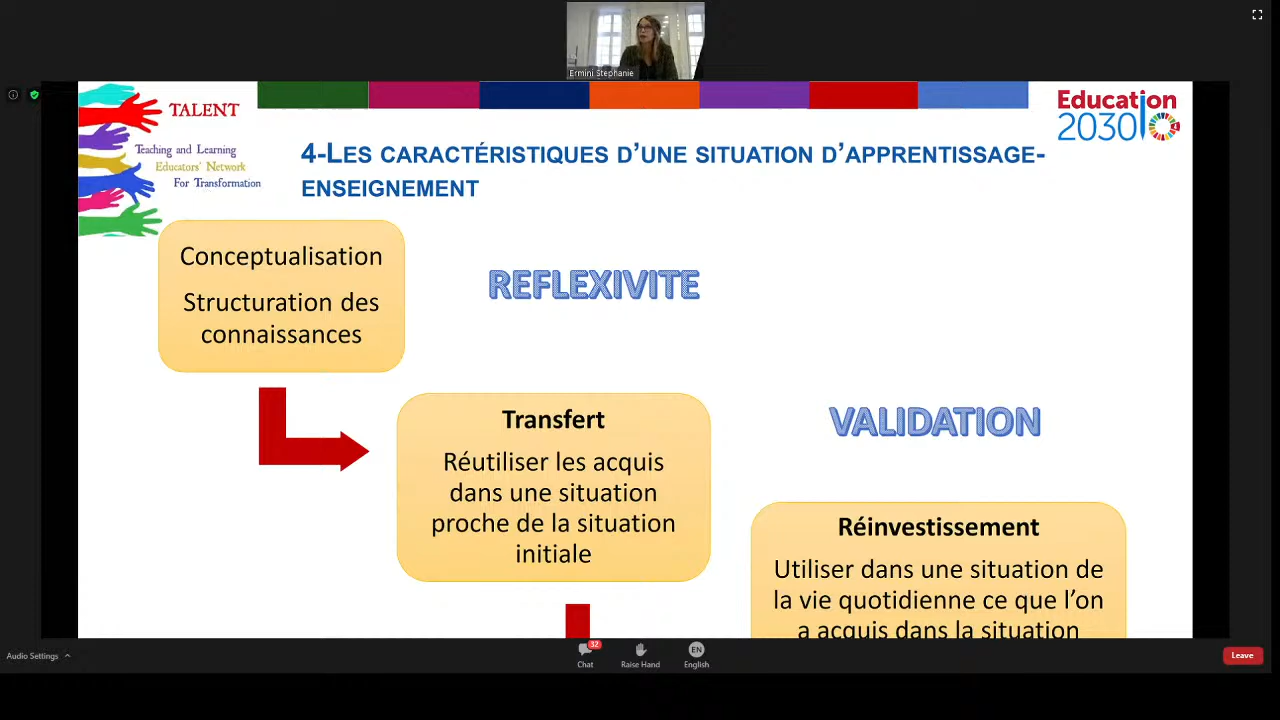 Ermini Stephanie
TALENT
Teaching and Learning
Educators' Network
For Transformation
Education
2030
4-LES CARACTÉRISTIQUES D'UNE SITUATION D'APPRENTISSAGE-
ENSEIGNEMENT
Conceptualisation
Structuration des
connaissances
REFLEXIVITE
Transfert
Réutiliser les acquis
dans une situation
proche de la situation
initiale
VALIDATION
Réinvestissement
Utiliser dans une situation de
la vie quotidienne ce que l'on
a acquis dans la situation
Audio Settings
32
Chat
Raise Hand
EN
English
Leave